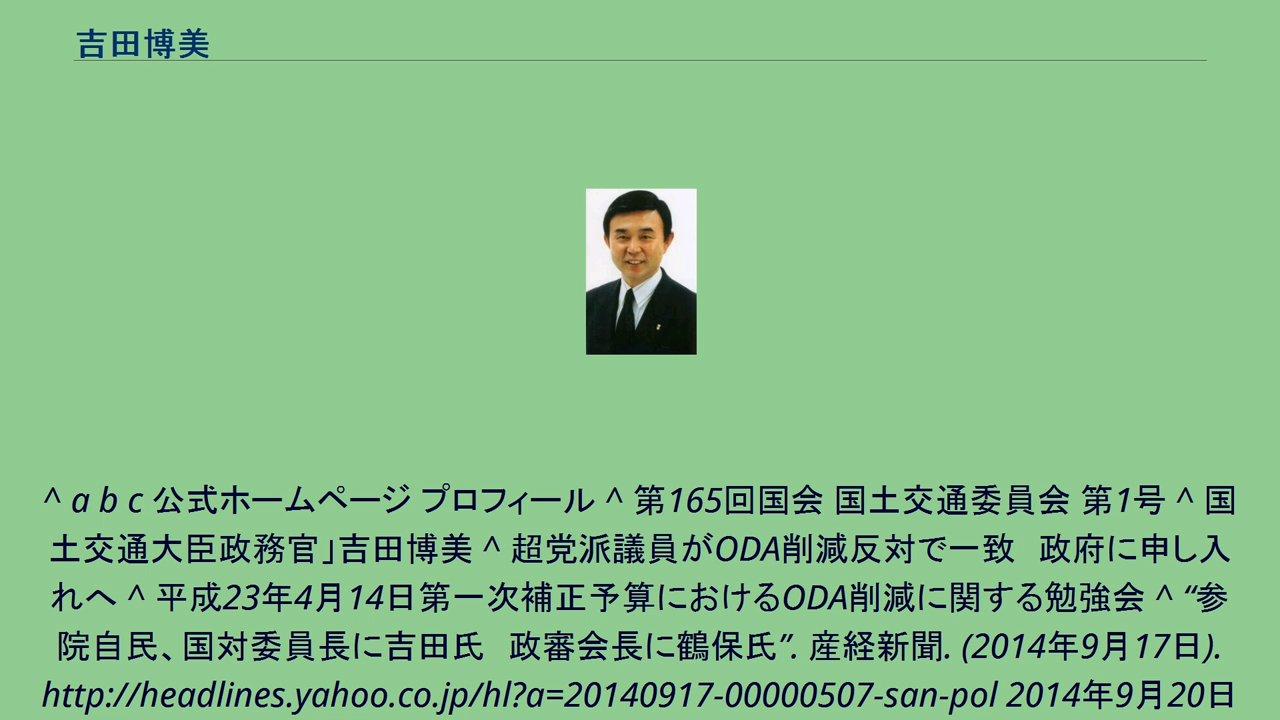 吉田博美
^ a b c 公式ホームページ プロフィール ^ 第165回国会 国土交通委員会 第1号 ^ 国
土交通大臣政務官」吉田博美 ^ 超党派議員がODA削減反対で一致　政府に申し入
れへ ^ 平成23年4月14日第一次補正予算におけるODA削減に関する勉強会 ^ “参
院自民、国対委員長に吉田氏　政審会長に鶴保氏”. 産経新聞. (2014年9月17日).
http://headlines.yahoo.co.jp/hl?a=20140917-00000507-san-pol 2014年9月20日